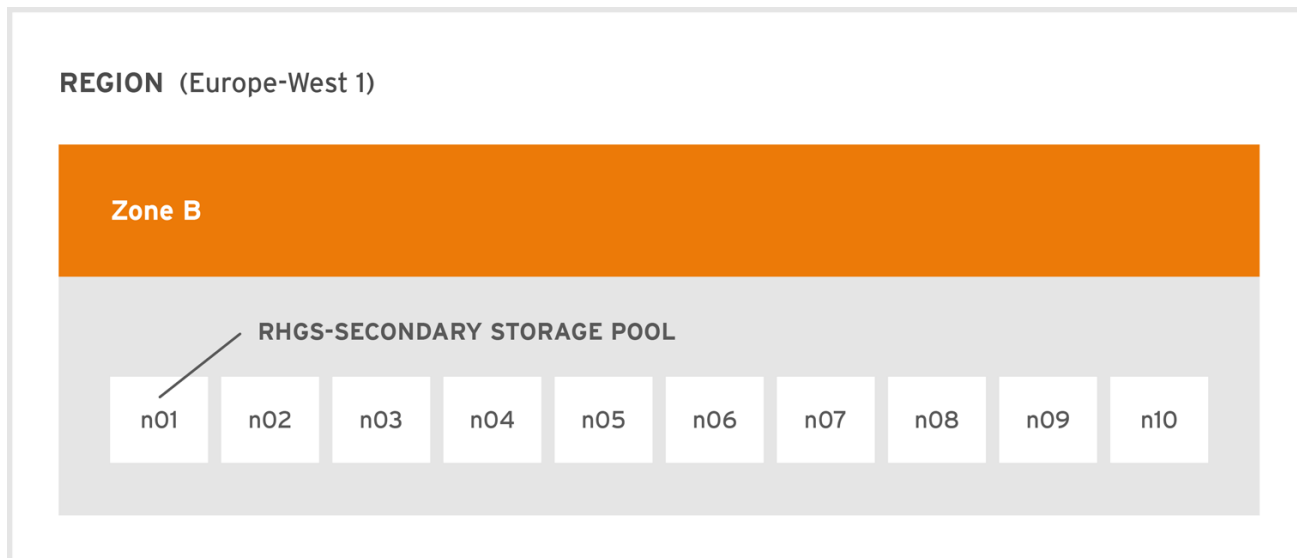 REGION (Europe-West 1)
Zone B
RHGS-SECONDARY STORAGE POOL
n01 n02 n03 n04 n05 n06 n07 n08 n09 n10